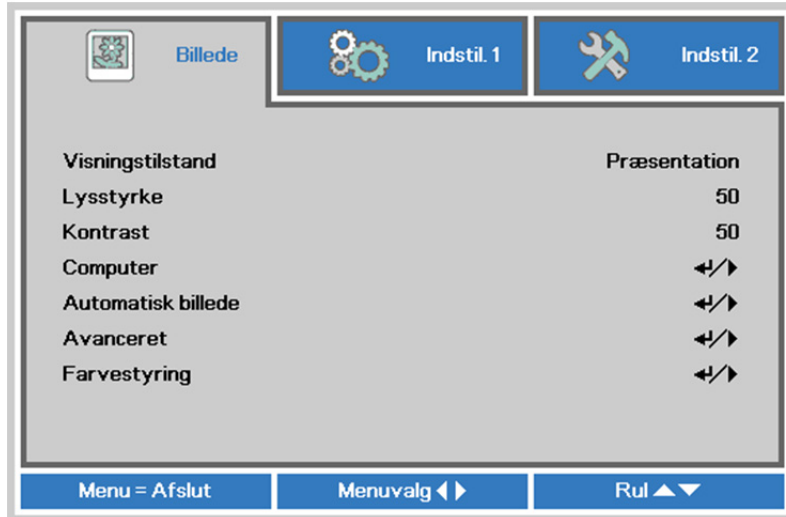 Billede Indstil. 1 Indstil. 2
Visningstilstand Præsentation
Lysstyrke 50
Kontrast 50
Computer ↵/▶
Automatisk billede ↵/▶
Avanceret ↵/▶
Farvestyring ↵/▶
Menu = Afslut Menuvalg ◀▶ Rul ▲▼